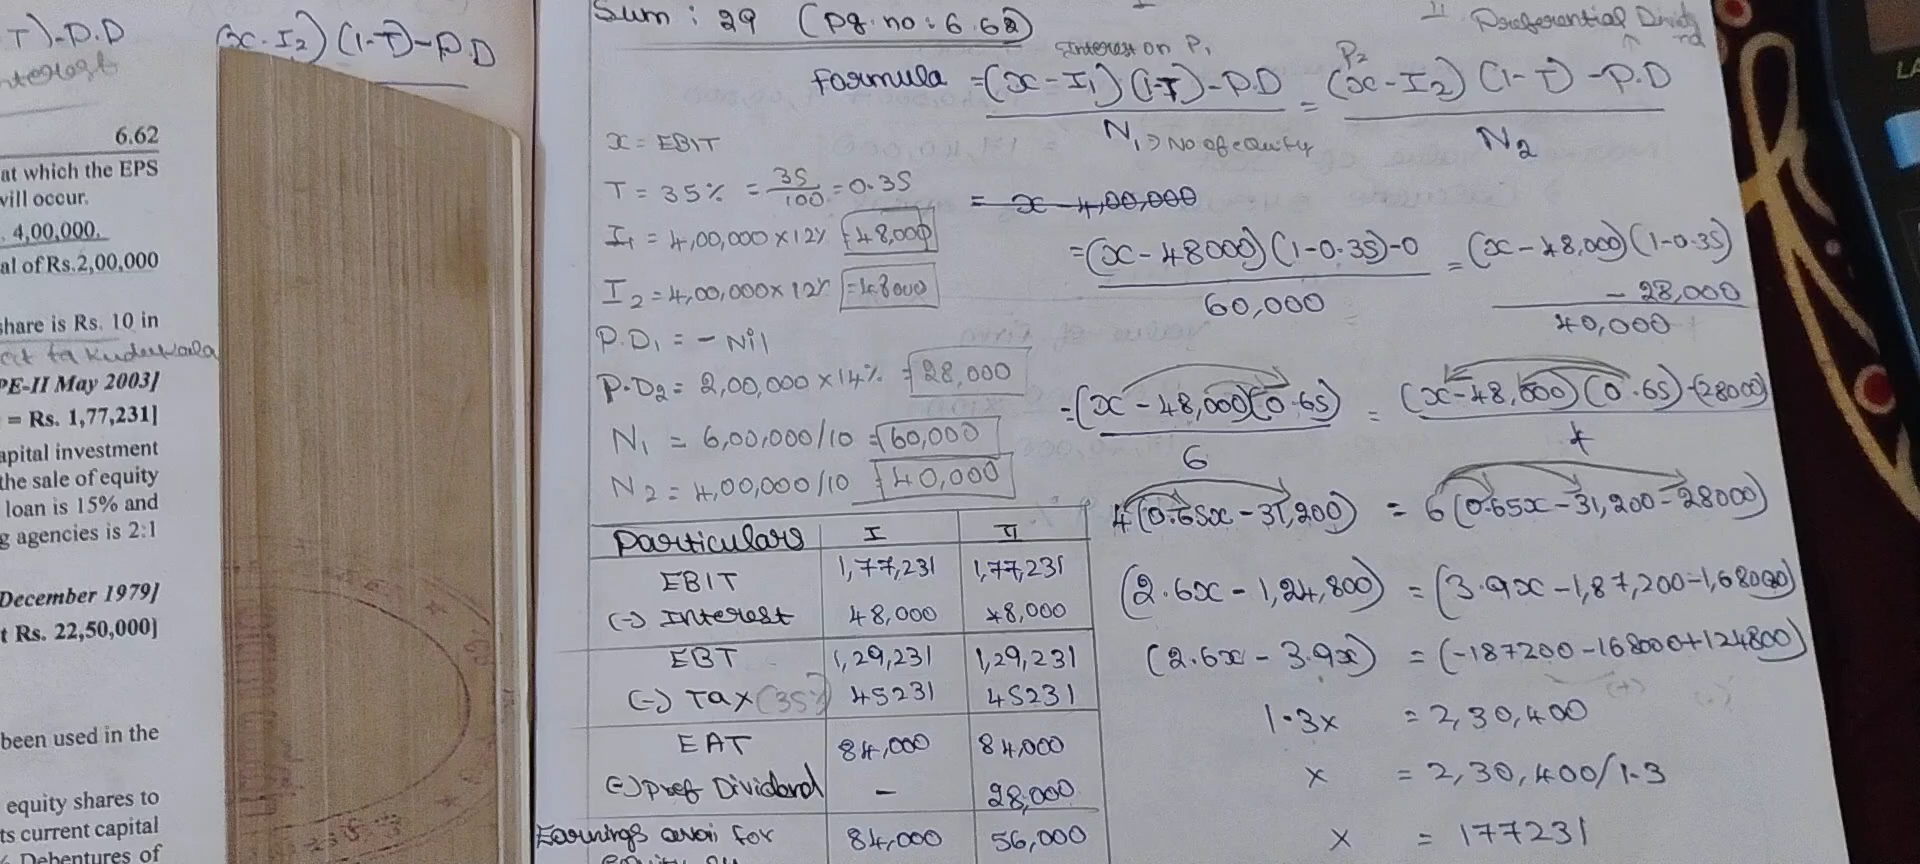 T)-P.D
(x-I2) (1-T)-P.D
6.62
at which the EPS
will occur.
4,00,000.
al of Rs.2,00,000
share is Rs. 10 in
PE-II May 2003]
= Rs. 1,77,231]
apital investment
the sale of equity
loan is 15% and
g agencies is 2:1
December 1979]
t Rs. 22,50,000]
been used in the
equity shares to
ts current capital
Debentures of
Sum : 29 (pg.no:6.62)
II Preferential Divid
Interest on P1
P2
Formula =(x-I1)(1-T)-P.D = (x-I2)(1-T)-P.D
N1 → No of equity N2
x = EBIT
T = 35% = 35/100 = 0.35
= x-4,00,000
I1 = 4,00,000×12% =48,000
=(x-48000)(1-0.35)-0 = (x-48,000)(1-0.35)
-28,000
60,000 40,000
I2 = 4,00,000×12% =48000
P.D1 = - Nil
P.D2 = 2,00,000×14% =28,000
=(x-48,000)(0.65) = (x-48,000)(0.65)-(28000)
6 4
N1 = 6,00,000/10 =60,000
N2 = 4,00,000/10 =40,000
4(0.65x-31,200) = 6(0.65x-31,200-28000)
Particulars I II
EBIT 1,77,231 1,77,231
(-) Interest 48,000 48,000
EBT 1,29,231 1,29,231
(-) Tax (35%) 45231 45231
EAT 84,000 84,000
(-) Pref Dividend - 28,000
Earnings avai for 84,000 56,000
(2.6x-1,24,800) = (3.9x-1,87,200-1,68000)
(2.6x-3.9x) = (-187200-168000+124800)
1.3x = 2,30,400
x = 2,30,400/1.3
x = 177231